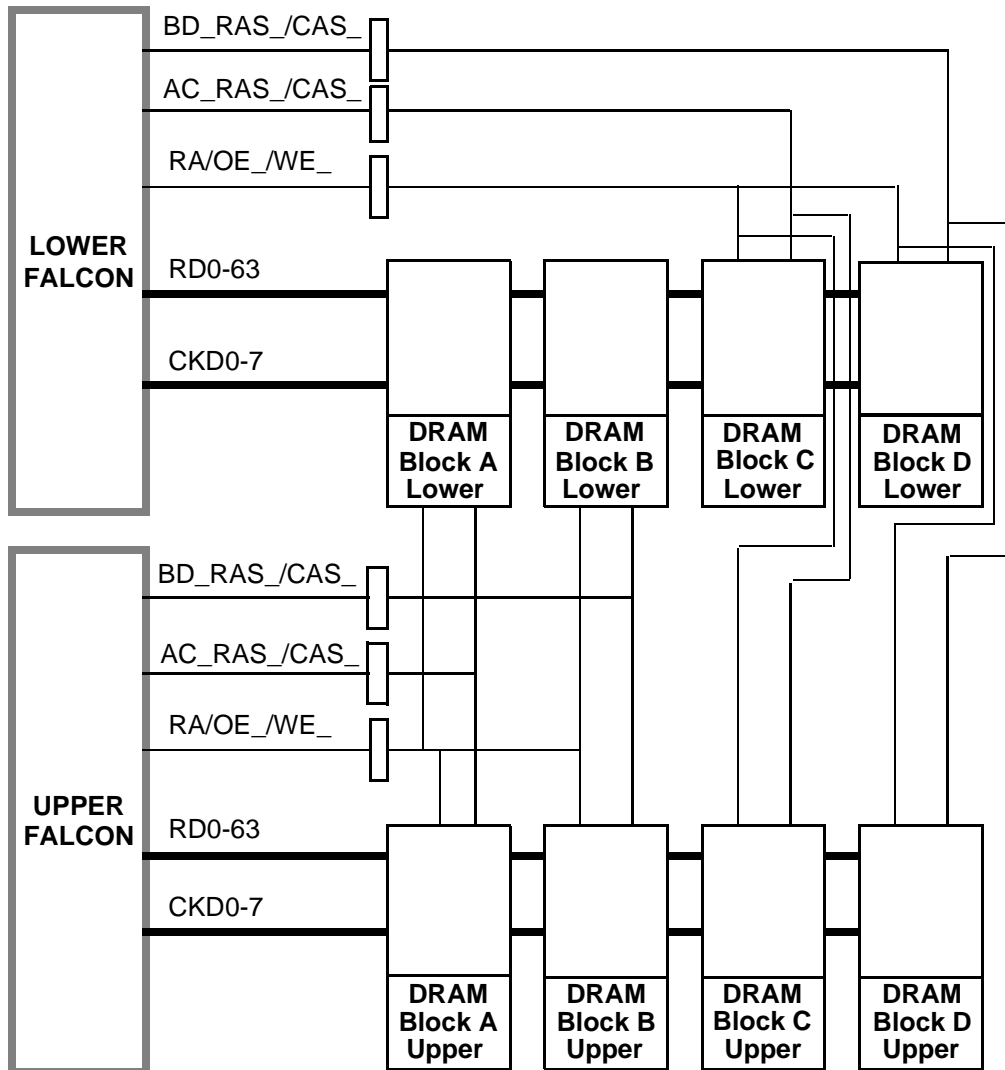 BD_RAS_/CAS_
AC_RAS_/CAS_
RA/OE_/WE_
LOWER
FALCON
RD0-63
CKD0-7
DRAM
Block A
Lower
DRAM
Block B
Lower
DRAM
Block C
Lower
DRAM
Block D
Lower
BD_RAS_/CAS_
AC_RAS_/CAS_
RA/OE_/WE_
UPPER
FALCON
RD0-63
CKD0-7
DRAM
Block A
Upper
DRAM
Block B
Upper
DRAM
Block C
Upper
DRAM
Block D
Upper